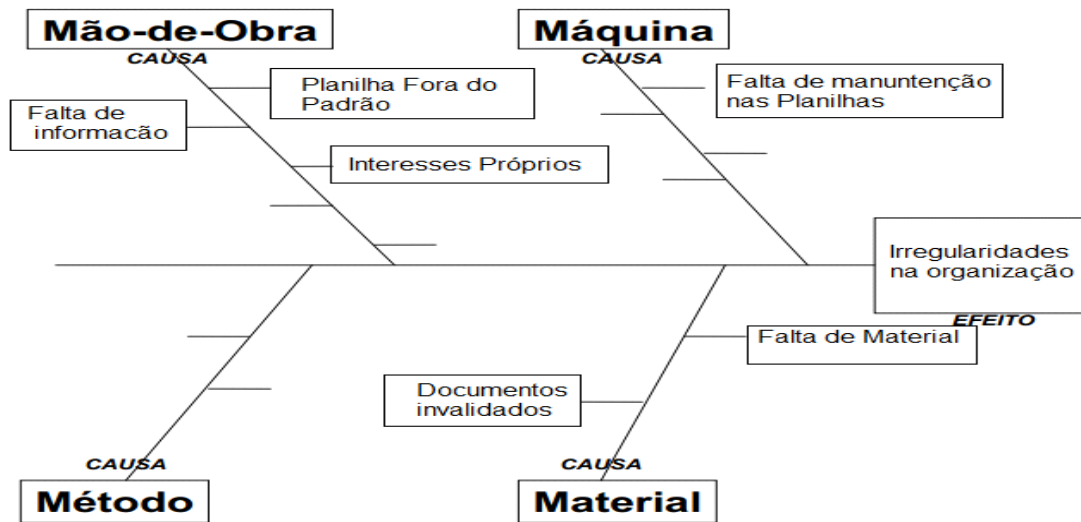 Mão-de-Obra
CAUSA
Planilha Fora do
Padrão
Falta de
informacão
Interesses Próprios
Máquina
CAUSA
Falta de manuntenção
nas Planilhas
Irregularidades
na organização
EFEITO
Falta de Material
Documentos
invalidados
CAUSA
Método
CAUSA
Material